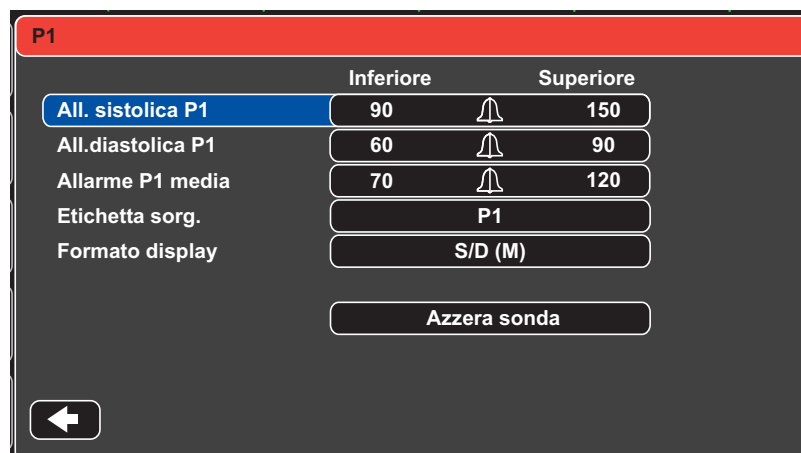 P1
Inferiore Superiore
All. sistolica P1 90 150
All.diastolica P1 60 90
Allarme P1 media 70 120
Etichetta sorg. P1
Formato display S/D (M)
Azzera sonda